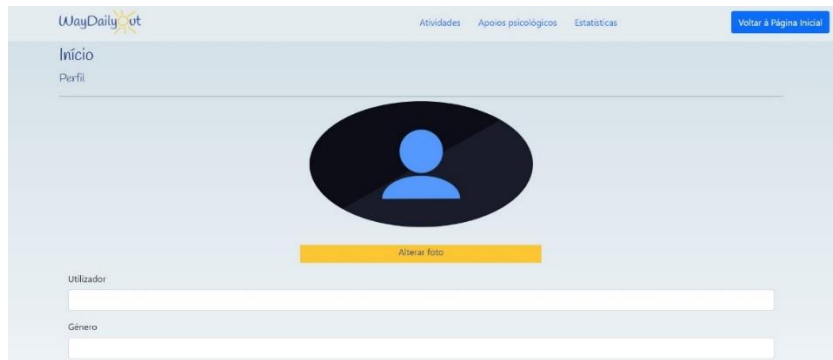 WayDailyOut Atividades Apoios psicológicos Estatísticas Voltar à Página Inicial
Início
Perfil
Alterar foto
Utilizador
Género